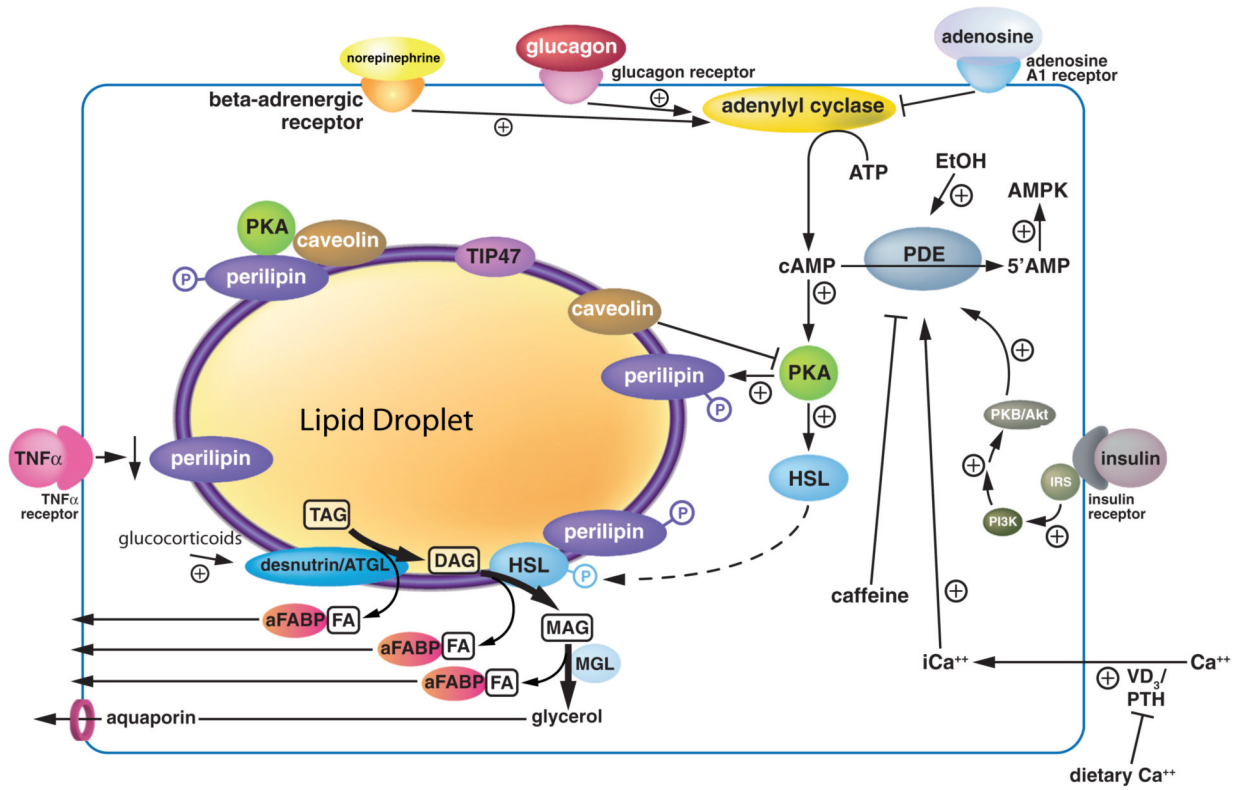 norepinephrine
glucagon
adenosine
beta-adrenergic
receptor
glucagon receptor
adenosine
A1 receptor
adenylyl cyclase
+
+
ATP
EtOH
+
AMPK
+
PKA
caveolin
TIP47
P
perilipin
cAMP
PDE
5'AMP
+
caveolin
+
perilipin
P
+
PKA
+
PKB/Akt
Lipid Droplet
TNFα
TNFα
receptor
perilipin
HSL
+
IRS
insulin
insulin
receptor
PI3K
+
TAG
perilipin
P
glucocorticoids
+
desnutrin/ATGL
DAG
HSL
P
caffeine
+
aFABP FA
aFABP FA
MAG
MGL
aFABP FA
iCa++
Ca++
+
VD3/
PTH
aquaporin
glycerol
dietary Ca++